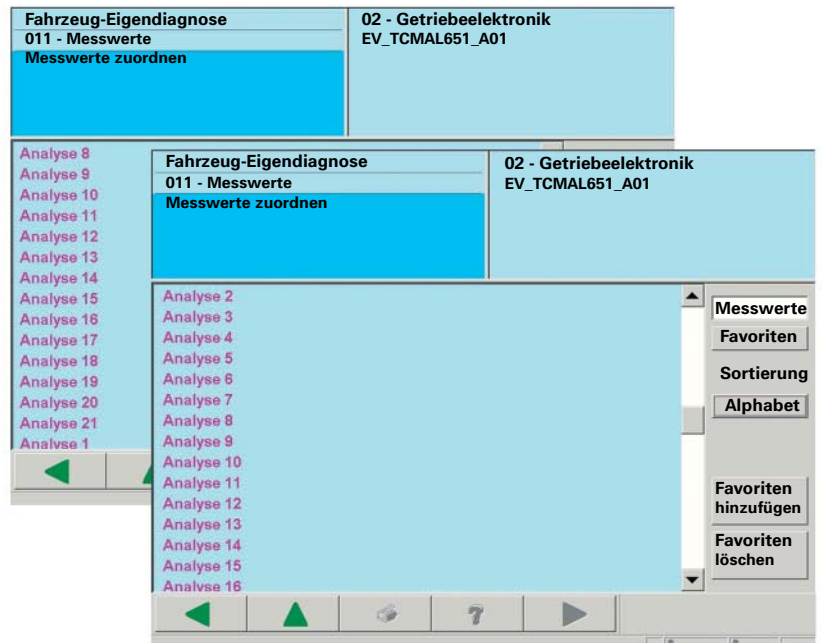 Fahrzeug-Eigendiagnose
011 - Messwerte
Messwerte zuordnen
02 - Getriebeelektronik
EV_TCMAL651_A01
Analyse 8
Analyse 9
Analyse 10
Analyse 11
Analyse 12
Analyse 13
Analyse 14
Analyse 15
Analyse 16
Analyse 17
Analyse 18
Analyse 19
Analyse 20
Analyse 21
Analyse 1
Fahrzeug-Eigendiagnose
011 - Messwerte
Messwerte zuordnen
02 - Getriebeelektronik
EV_TCMAL651_A01
Analyse 2
Analyse 3
Analyse 4
Analyse 5
Analyse 6
Analyse 7
Analyse 8
Analyse 9
Analyse 10
Analyse 11
Analyse 12
Analyse 13
Analyse 14
Analyse 15
Analyse 16
Messwerte
Favoriten
Sortierung
Alphabet
Favoriten
hinzufügen
Favoriten
löschen
?